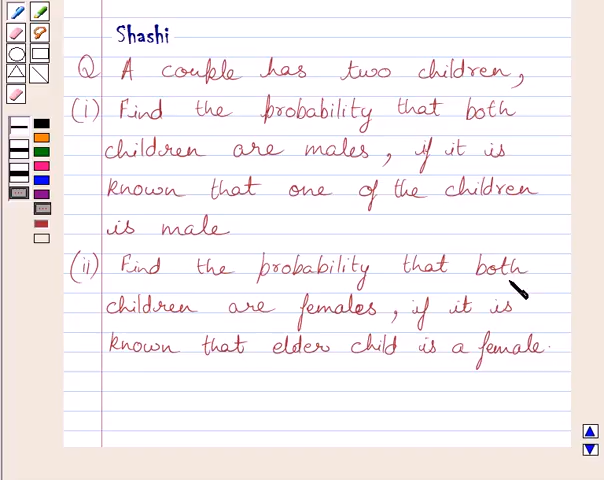 Shashi
Q A couple has two children,
(i) Find the probability that both
children are males, if it is
known that one of the children
is male
(ii) Find the probability that both
children are females, if it is
known that elder child is a female.